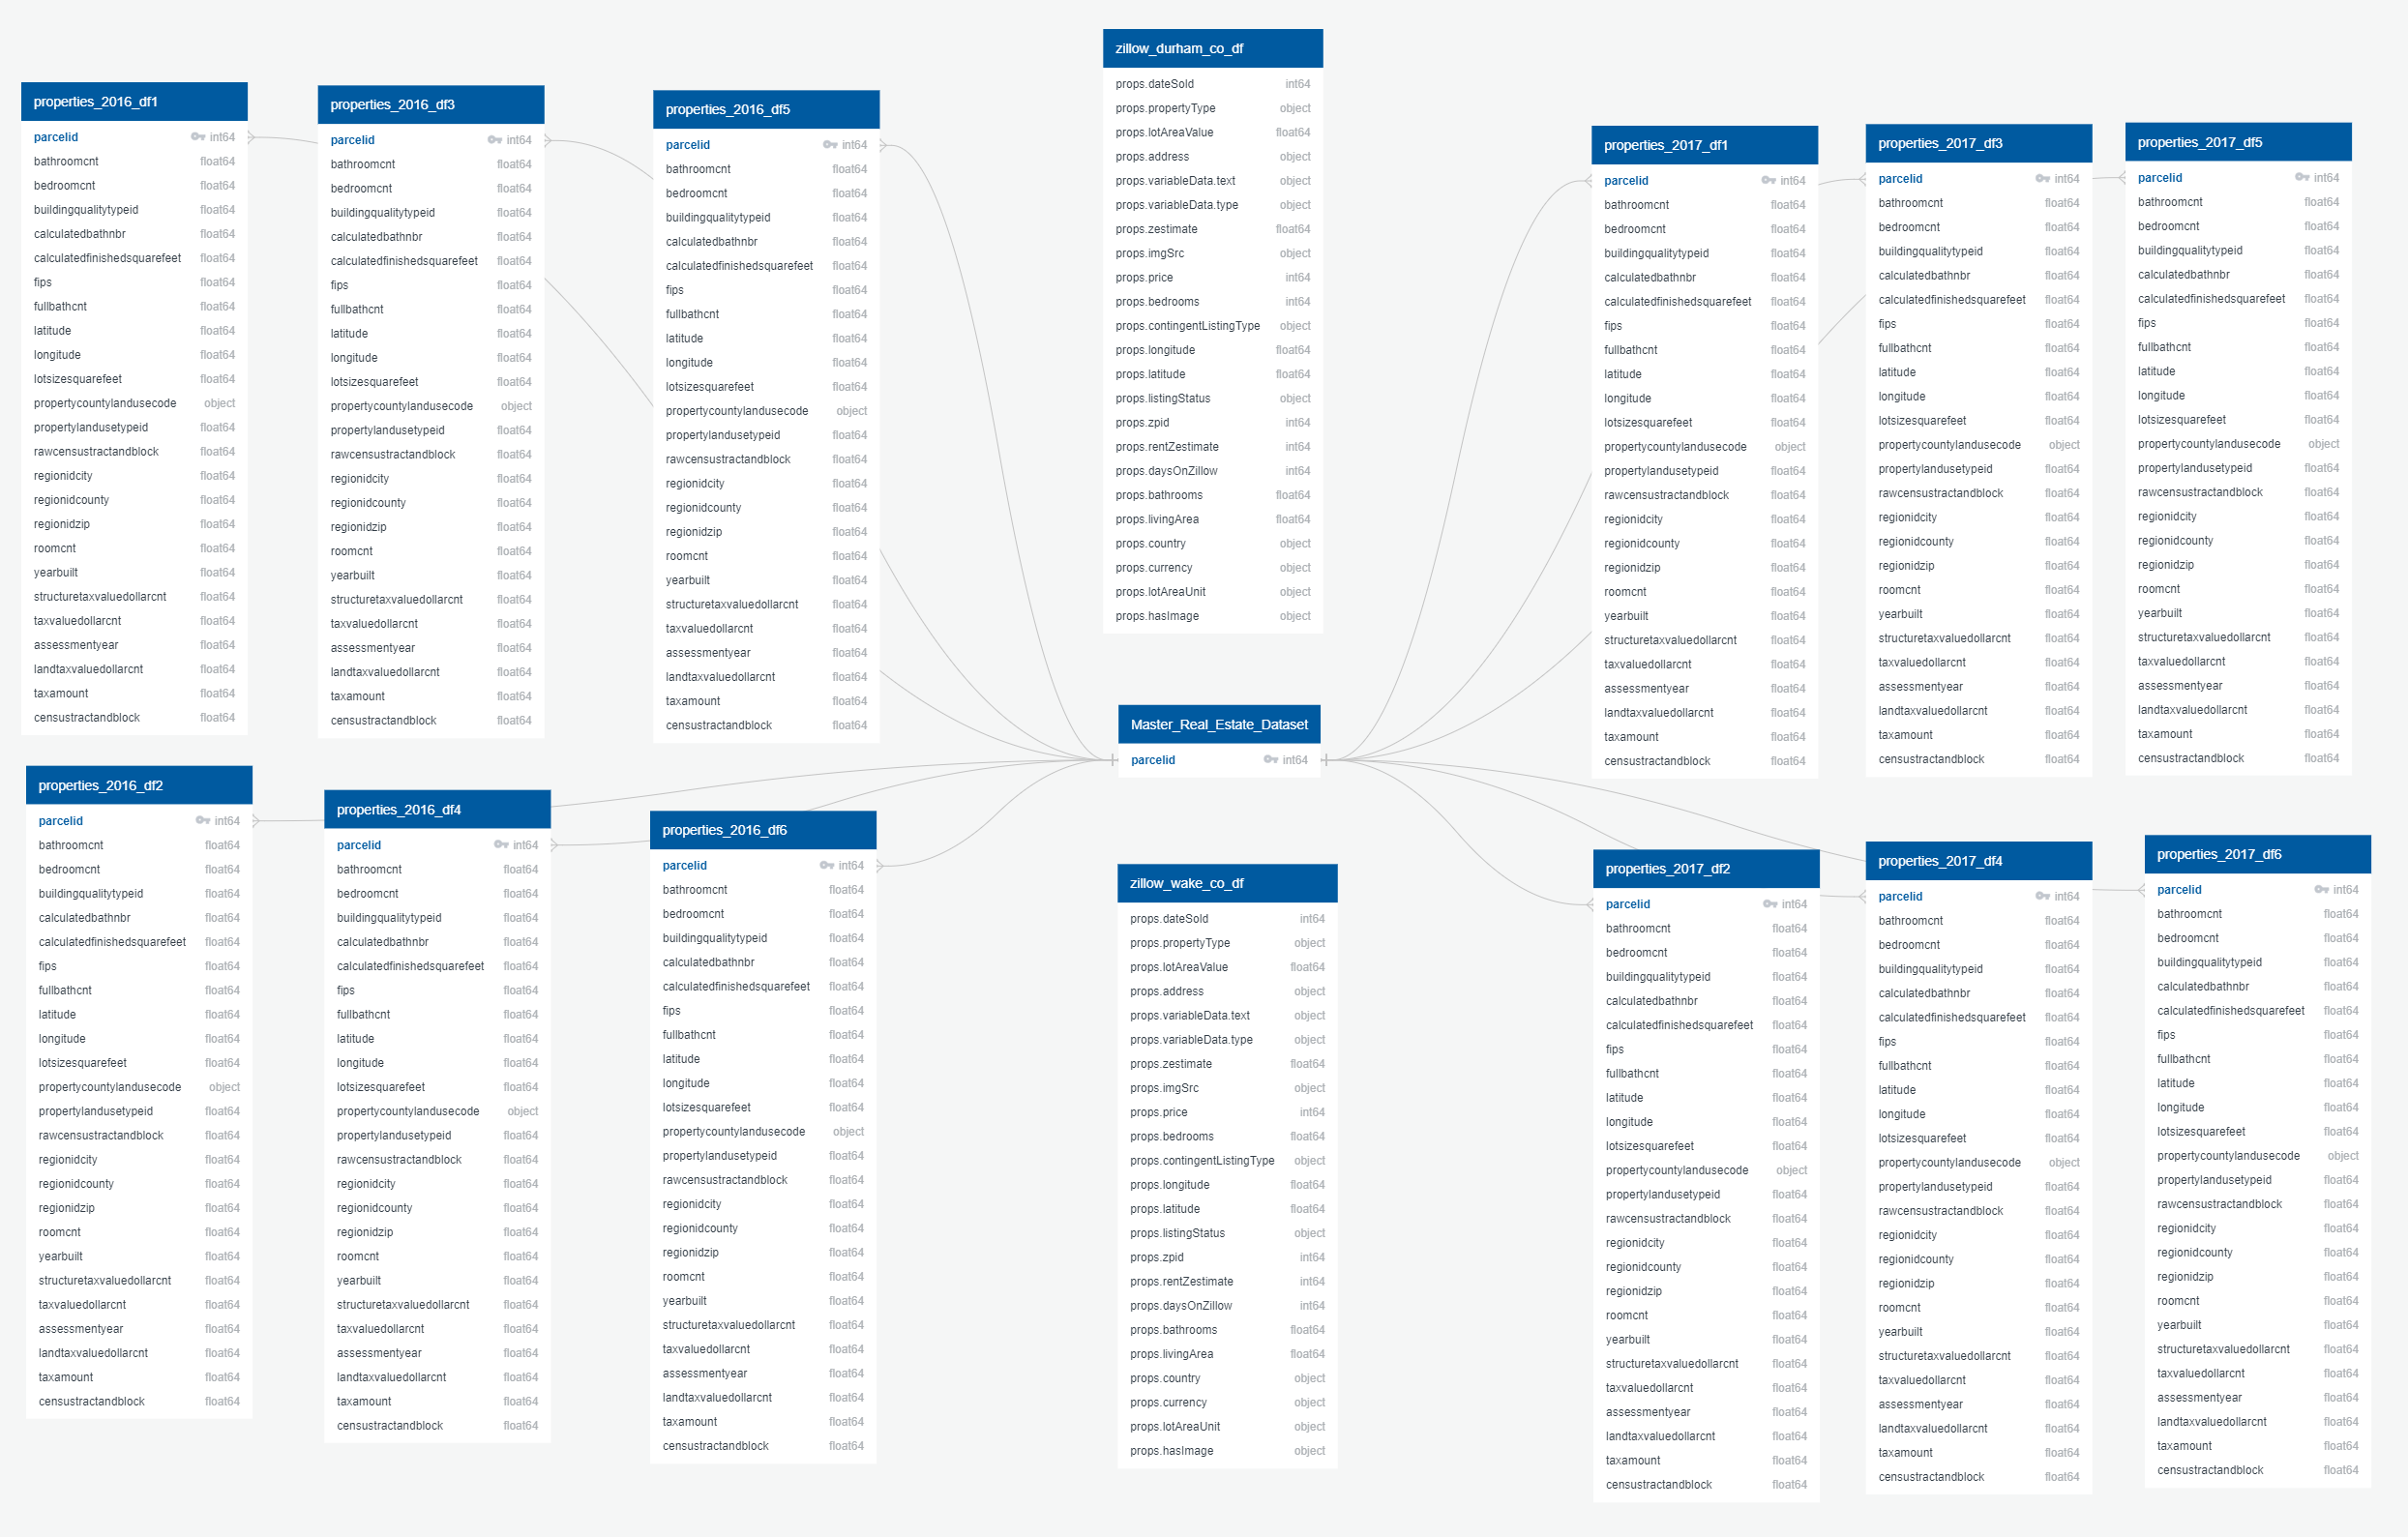 zillow_durham_co_df
props.dateSold int64
props.propertyType object
props.lotAreaValue float64
props.address object
props.variableData.text object
props.variableData.type object
props.zestimate float64
props.imgSrc object
props.price int64
props.bedrooms int64
props.contingentListingType object
props.longitude float64
props.latitude float64
props.listingStatus object
props.zpid int64
props.rentZestimate int64
props.daysOnZillow int64
props.bathrooms float64
props.livingArea float64
props.country object
props.currency object
props.lotAreaUnit object
props.hasImage object
properties_2016_df1
parcelid int64
bathroomcnt float64
bedroomcnt float64
buildingqualitytypeid float64
calculatedbathnbr float64
calculatedfinishedsquarefeet float64
fips float64
fullbathcnt float64
latitude float64
longitude float64
lotsizesquarefeet float64
propertycountylandusecode object
propertylandusetypeid float64
rawcensustractandblock float64
regionidcity float64
regionidcounty float64
regionidzip float64
roomcnt float64
yearbuilt float64
structuretaxvaluedollarcnt float64
taxvaluedollarcnt float64
assessmentyear float64
landtaxvaluedollarcnt float64
taxamount float64
censustractandblock float64
properties_2016_df3
parcelid int64
bathroomcnt float64
bedroomcnt float64
buildingqualitytypeid float64
calculatedbathnbr float64
calculatedfinishedsquarefeet float64
fips float64
fullbathcnt float64
latitude float64
longitude float64
lotsizesquarefeet float64
propertycountylandusecode object
propertylandusetypeid float64
rawcensustractandblock float64
regionidcity float64
regionidcounty float64
regionidzip float64
roomcnt float64
yearbuilt float64
structuretaxvaluedollarcnt float64
taxvaluedollarcnt float64
assessmentyear float64
landtaxvaluedollarcnt float64
taxamount float64
censustractandblock float64
properties_2016_df5
parcelid int64
bathroomcnt float64
bedroomcnt float64
buildingqualitytypeid float64
calculatedbathnbr float64
calculatedfinishedsquarefeet float64
fips float64
fullbathcnt float64
latitude float64
longitude float64
lotsizesquarefeet float64
propertycountylandusecode object
propertylandusetypeid float64
rawcensustractandblock float64
regionidcity float64
regionidcounty float64
regionidzip float64
roomcnt float64
yearbuilt float64
structuretaxvaluedollarcnt float64
taxvaluedollarcnt float64
assessmentyear float64
landtaxvaluedollarcnt float64
taxamount float64
censustractandblock float64
properties_2017_df1
parcelid int64
bathroomcnt float64
bedroomcnt float64
buildingqualitytypeid float64
calculatedbathnbr float64
calculatedfinishedsquarefeet float64
fips float64
fullbathcnt float64
latitude float64
longitude float64
lotsizesquarefeet float64
propertycountylandusecode object
propertylandusetypeid float64
rawcensustractandblock float64
regionidcity float64
regionidcounty float64
regionidzip float64
roomcnt float64
yearbuilt float64
structuretaxvaluedollarcnt float64
taxvaluedollarcnt float64
assessmentyear float64
landtaxvaluedollarcnt float64
taxamount float64
censustractandblock float64
properties_2017_df3
parcelid int64
bathroomcnt float64
bedroomcnt float64
buildingqualitytypeid float64
calculatedbathnbr float64
calculatedfinishedsquarefeet float64
fips float64
fullbathcnt float64
latitude float64
longitude float64
lotsizesquarefeet float64
propertycountylandusecode object
propertylandusetypeid float64
rawcensustractandblock float64
regionidcity float64
regionidcounty float64
regionidzip float64
roomcnt float64
yearbuilt float64
structuretaxvaluedollarcnt float64
taxvaluedollarcnt float64
assessmentyear float64
landtaxvaluedollarcnt float64
taxamount float64
censustractandblock float64
properties_2017_df5
parcelid int64
bathroomcnt float64
bedroomcnt float64
buildingqualitytypeid float64
calculatedbathnbr float64
calculatedfinishedsquarefeet float64
fips float64
fullbathcnt float64
latitude float64
longitude float64
lotsizesquarefeet float64
propertycountylandusecode object
propertylandusetypeid float64
rawcensustractandblock float64
regionidcity float64
regionidcounty float64
regionidzip float64
roomcnt float64
yearbuilt float64
structuretaxvaluedollarcnt float64
taxvaluedollarcnt float64
assessmentyear float64
landtaxvaluedollarcnt float64
taxamount float64
censustractandblock float64
Master_Real_Estate_Dataset
parcelid int64
properties_2016_df2
parcelid int64
bathroomcnt float64
bedroomcnt float64
buildingqualitytypeid float64
calculatedbathnbr float64
calculatedfinishedsquarefeet float64
fips float64
fullbathcnt float64
latitude float64
longitude float64
lotsizesquarefeet float64
propertycountylandusecode object
propertylandusetypeid float64
rawcensustractandblock float64
regionidcity float64
regionidcounty float64
regionidzip float64
roomcnt float64
yearbuilt float64
structuretaxvaluedollarcnt float64
taxvaluedollarcnt float64
assessmentyear float64
landtaxvaluedollarcnt float64
taxamount float64
censustractandblock float64
properties_2016_df4
parcelid int64
bathroomcnt float64
bedroomcnt float64
buildingqualitytypeid float64
calculatedbathnbr float64
calculatedfinishedsquarefeet float64
fips float64
fullbathcnt float64
latitude float64
longitude float64
lotsizesquarefeet float64
propertycountylandusecode object
propertylandusetypeid float64
rawcensustractandblock float64
regionidcity float64
regionidcounty float64
regionidzip float64
roomcnt float64
yearbuilt float64
structuretaxvaluedollarcnt float64
taxvaluedollarcnt float64
assessmentyear float64
landtaxvaluedollarcnt float64
taxamount float64
censustractandblock float64
properties_2016_df6
parcelid int64
bathroomcnt float64
bedroomcnt float64
buildingqualitytypeid float64
calculatedbathnbr float64
calculatedfinishedsquarefeet float64
fips float64
fullbathcnt float64
latitude float64
longitude float64
lotsizesquarefeet float64
propertycountylandusecode object
propertylandusetypeid float64
rawcensustractandblock float64
regionidcity float64
regionidcounty float64
regionidzip float64
roomcnt float64
yearbuilt float64
structuretaxvaluedollarcnt float64
taxvaluedollarcnt float64
assessmentyear float64
landtaxvaluedollarcnt float64
taxamount float64
censustractandblock float64
zillow_wake_co_df
props.dateSold int64
props.propertyType object
props.lotAreaValue float64
props.address object
props.variableData.text object
props.variableData.type object
props.zestimate float64
props.imgSrc object
props.price int64
props.bedrooms float64
props.contingentListingType object
props.longitude float64
props.latitude float64
props.listingStatus object
props.zpid int64
props.rentZestimate int64
props.daysOnZillow int64
props.bathrooms float64
props.livingArea float64
props.country object
props.currency object
props.lotAreaUnit object
props.hasImage object
properties_2017_df2
parcelid int64
bathroomcnt float64
bedroomcnt float64
buildingqualitytypeid float64
calculatedbathnbr float64
calculatedfinishedsquarefeet float64
fips float64
fullbathcnt float64
latitude float64
longitude float64
lotsizesquarefeet float64
propertycountylandusecode object
propertylandusetypeid float64
rawcensustractandblock float64
regionidcity float64
regionidcounty float64
regionidzip float64
roomcnt float64
yearbuilt float64
structuretaxvaluedollarcnt float64
taxvaluedollarcnt float64
assessmentyear float64
landtaxvaluedollarcnt float64
taxamount float64
censustractandblock float64
properties_2017_df4
parcelid int64
bathroomcnt float64
bedroomcnt float64
buildingqualitytypeid float64
calculatedbathnbr float64
calculatedfinishedsquarefeet float64
fips float64
fullbathcnt float64
latitude float64
longitude float64
lotsizesquarefeet float64
propertycountylandusecode object
propertylandusetypeid float64
rawcensustractandblock float64
regionidcity float64
regionidcounty float64
regionidzip float64
roomcnt float64
yearbuilt float64
structuretaxvaluedollarcnt float64
taxvaluedollarcnt float64
assessmentyear float64
landtaxvaluedollarcnt float64
taxamount float64
censustractandblock float64
properties_2017_df6
parcelid int64
bathroomcnt float64
bedroomcnt float64
buildingqualitytypeid float64
calculatedbathnbr float64
calculatedfinishedsquarefeet float64
fips float64
fullbathcnt float64
latitude float64
longitude float64
lotsizesquarefeet float64
propertycountylandusecode object
propertylandusetypeid float64
rawcensustractandblock float64
regionidcity float64
regionidcounty float64
regionidzip float64
roomcnt float64
yearbuilt float64
structuretaxvaluedollarcnt float64
taxvaluedollarcnt float64
assessmentyear float64
landtaxvaluedollarcnt float64
taxamount float64
censustractandblock float64